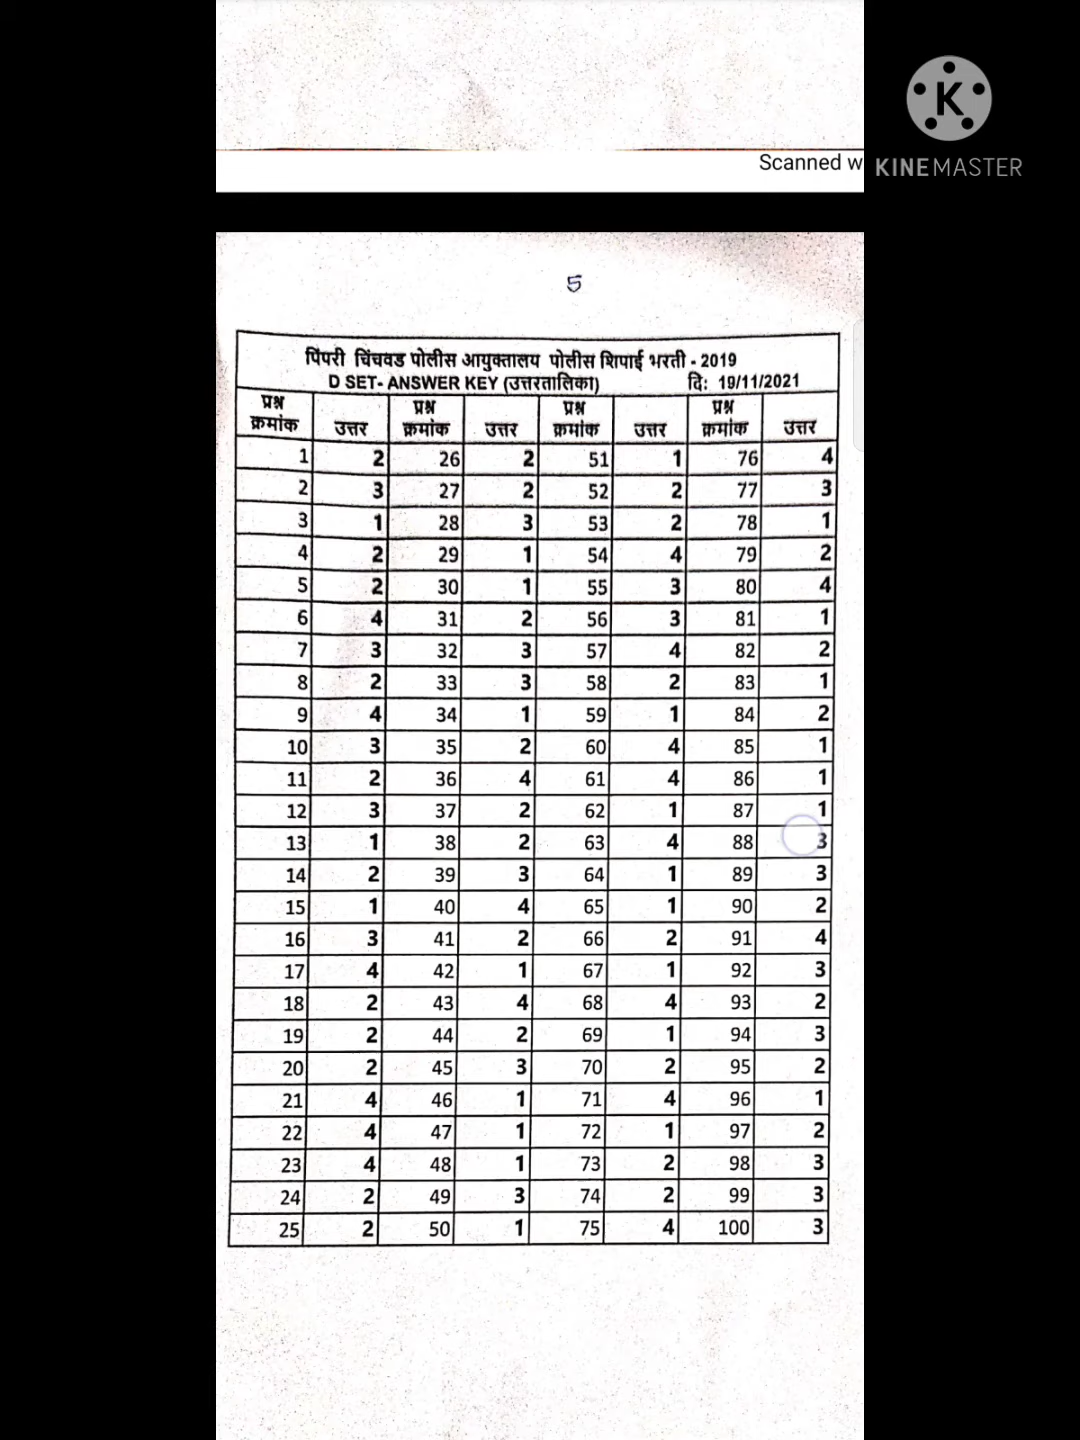 Scanned w
KINEMASTER
5
पिंपरी चिंचवड पोलीस आयुक्तालय पोलीस शिपाई भरती - 2019
D SET- ANSWER KEY (उत्तरतालिका) दि: 19/11/2021
प्रश्न क्रमांक उत्तर प्रश्न क्रमांक उत्तर प्रश्न क्रमांक उत्तर प्रश्न क्रमांक उत्तर
1 2 26 2 51 1 76 4
2 3 27 2 52 2 77 3
3 1 28 3 53 2 78 1
4 2 29 1 54 4 79 2
5 2 30 1 55 3 80 4
6 4 31 2 56 3 81 1
7 3 32 3 57 4 82 2
8 2 33 3 58 2 83 1
9 4 34 1 59 1 84 2
10 3 35 2 60 4 85 1
11 2 36 4 61 4 86 1
12 3 37 2 62 1 87 1
13 1 38 2 63 4 88 3
14 2 39 3 64 1 89 3
15 1 40 4 65 1 90 2
16 3 41 2 66 2 91 4
17 4 42 1 67 1 92 3
18 2 43 4 68 4 93 2
19 2 44 2 69 1 94 3
20 2 45 3 70 2 95 2
21 4 46 1 71 4 96 1
22 4 47 1 72 1 97 2
23 4 48 1 73 2 98 3
24 2 49 3 74 2 99 3
25 2 50 1 75 4 100 3